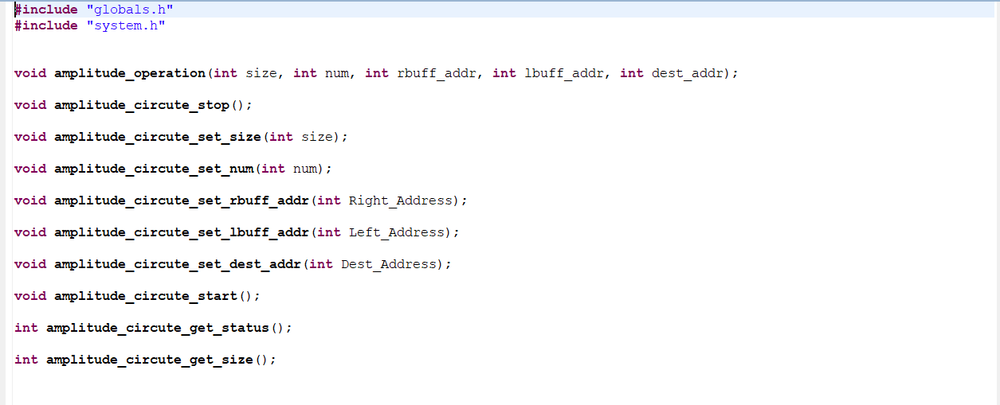 #include "globals.h"
#include "system.h"
void amplitude_operation(int size, int num, int rbuff_addr, int lbuff_addr, int dest_addr);
void amplitude_circute_stop();
void amplitude_circute_set_size(int size);
void amplitude_circute_set_num(int num);
void amplitude_circute_set_rbuff_addr(int Right_Address);
void amplitude_circute_set_lbuff_addr(int Left_Address);
void amplitude_circute_set_dest_addr(int Dest_Address);
void amplitude_circute_start();
int amplitude_circute_get_status();
int amplitude_circute_get_size();